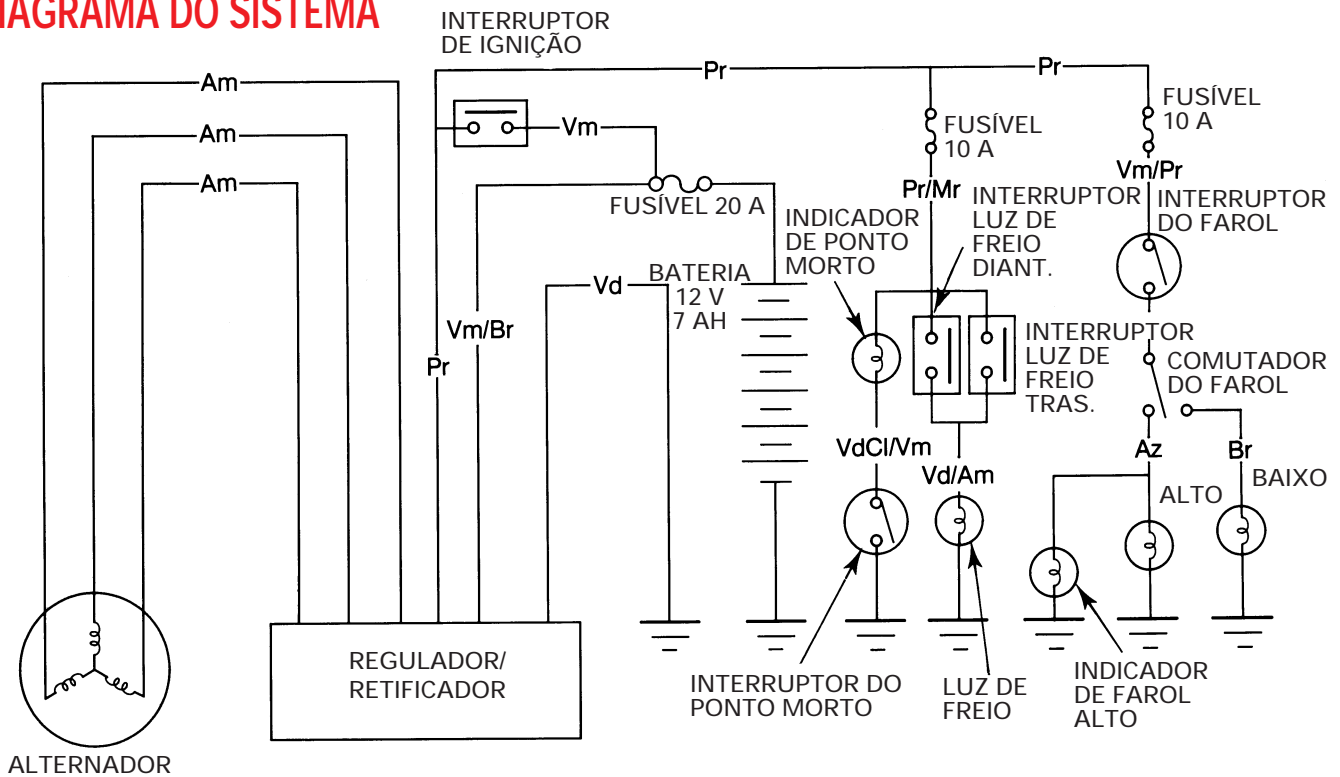 IAGRAMA DO SISTEMA
INTERRUPTOR
DE IGNIÇÃO
Am
Am
Am
Pr
Pr
Vm
FUSÍVEL 20 A
FUSÍVEL
10 A
FUSÍVEL
10 A
Pr/Mr
Vm/Pr
INTERRUPTOR
LUZ DE
FREIO
DIANT.
INTERRUPTOR
DO FAROL
INDICADOR
DE PONTO
MORTO
BATERIA
12 V
7 AH
Vd
Vm/Br
Pr
INTERRUPTOR
LUZ DE
FREIO
TRAS.
COMUTADOR
DO FAROL
VdCl/Vm
Vd/Am
Az
Br
ALTO
BAIXO
REGULADOR/
RETIFICADOR
INTERRUPTOR DO
PONTO MORTO
LUZ DE
FREIO
INDICADOR
DE FAROL
ALTO
ALTERNADOR